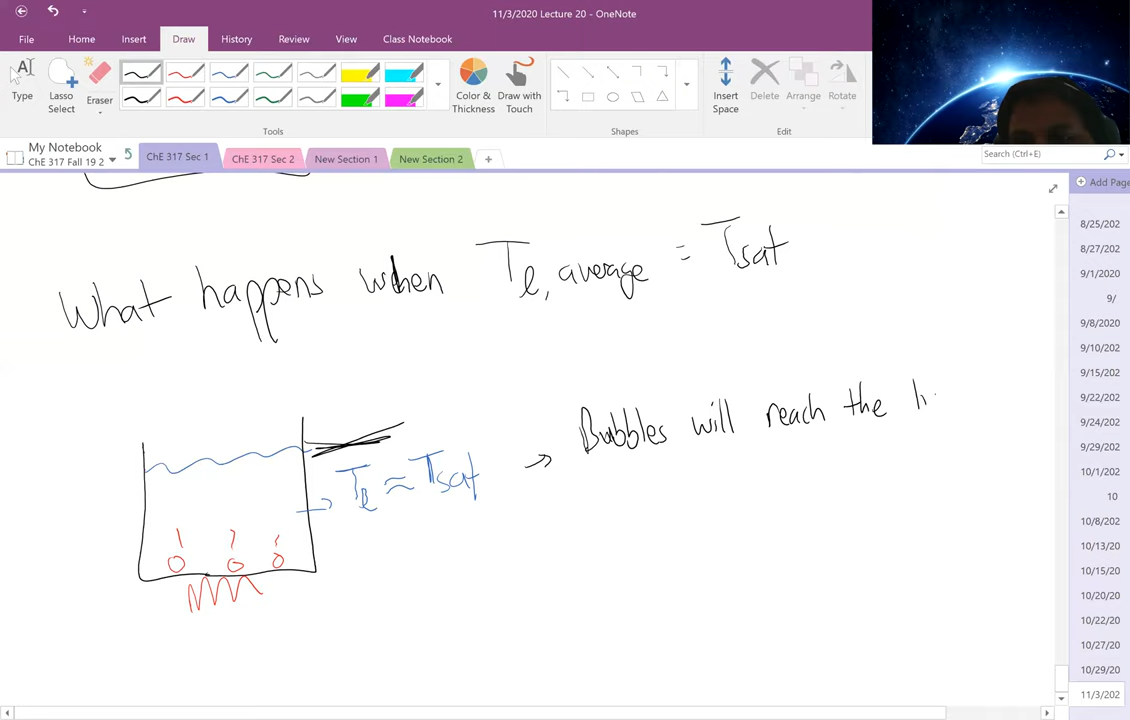 11/3/2020 Lecture 20 - OneNote
File Home Insert Draw History Review View Class Notebook
Type
Lasso Select
Eraser
Color & Thickness
Draw with Touch
Insert Space
Delete
Arrange
Rotate
Tools
Shapes
Edit
My Notebook
ChE 317 Fall 19 2
ChE 317 Sec 1
ChE 317 Sec 2
New Section 1
New Section 2
+
Search (Ctrl+E)
Add Page
8/25/202
8/27/202
9/1/2020
9/
9/8/2020
9/10/202
9/15/202
9/22/202
9/24/202
9/29/202
10/1/202
10
10/8/202
10/13/20
10/15/20
10/20/20
10/22/20
10/27/20
10/29/20
11/3/202
What happens when Tl, average = Tsat
→ Tl ≈ Tsat
→ Bubbles will reach the